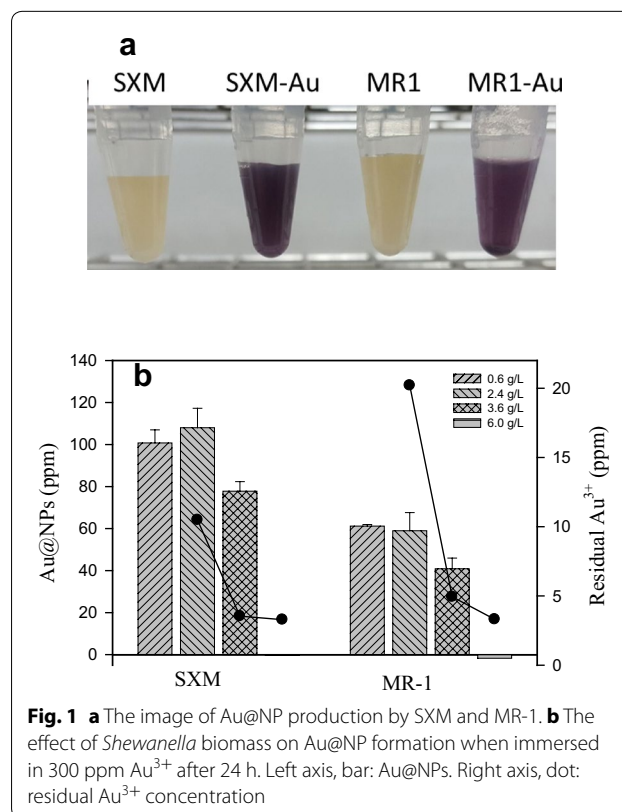 a
SXM SXM-Au MR1 MR1-Au
b
140
120
100
80
60
40
20
0
Au@NPs (ppm)
0.6 g/L
2.4 g/L
3.6 g/L
6.0 g/L
20
15
10
5
0
Residual Au³⁺ (ppm)
SXM MR-1
Fig. 1 a The image of Au@NP production by SXM and MR-1. b The
effect of Shewanella biomass on Au@NP formation when immersed
in 300 ppm Au³⁺ after 24 h. Left axis, bar: Au@NPs. Right axis, dot:
residual Au³⁺ concentration